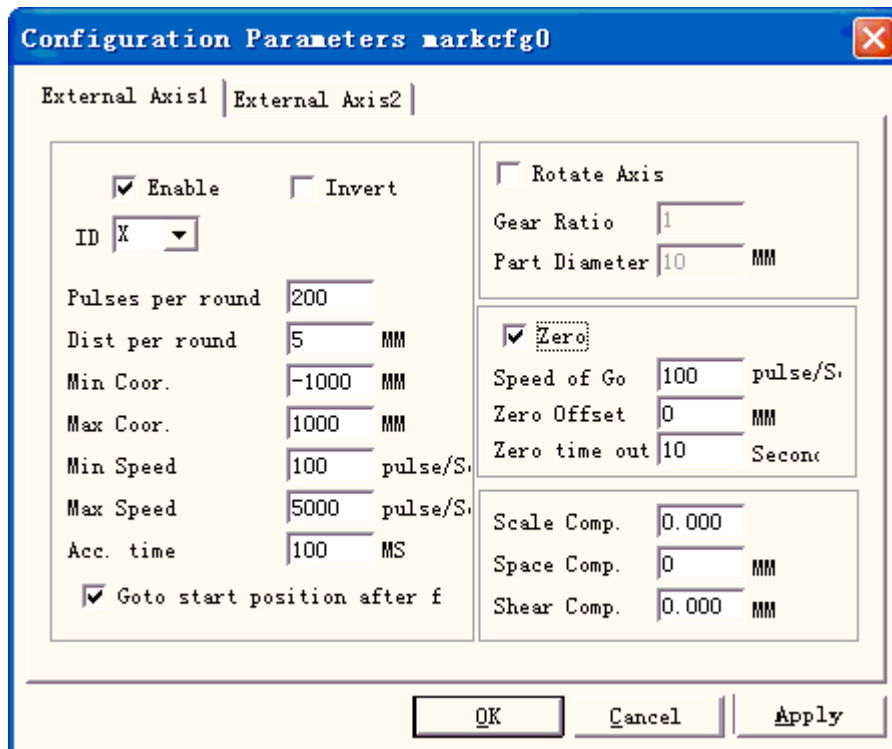 Configuration Parameters markcfg0
External Axis1 External Axis2
Enable Invert
ID X
Pulses per round 200
Dist per round 5 MM
Min Coor. -1000 MM
Max Coor. 1000 MM
Min Speed 100 pulse/S
Max Speed 5000 pulse/S
Acc. time 100 MS
Goto start position after f
Rotate Axis
Gear Ratio 1
Part Diameter 10 MM
Zero
Speed of Go 100 pulse/S
Zero Offset 0 MM
Zero time out 10 Second
Scale Comp. 0.000
Space Comp. 0 MM
Shear Comp. 0.000 MM
OK Cancel Apply